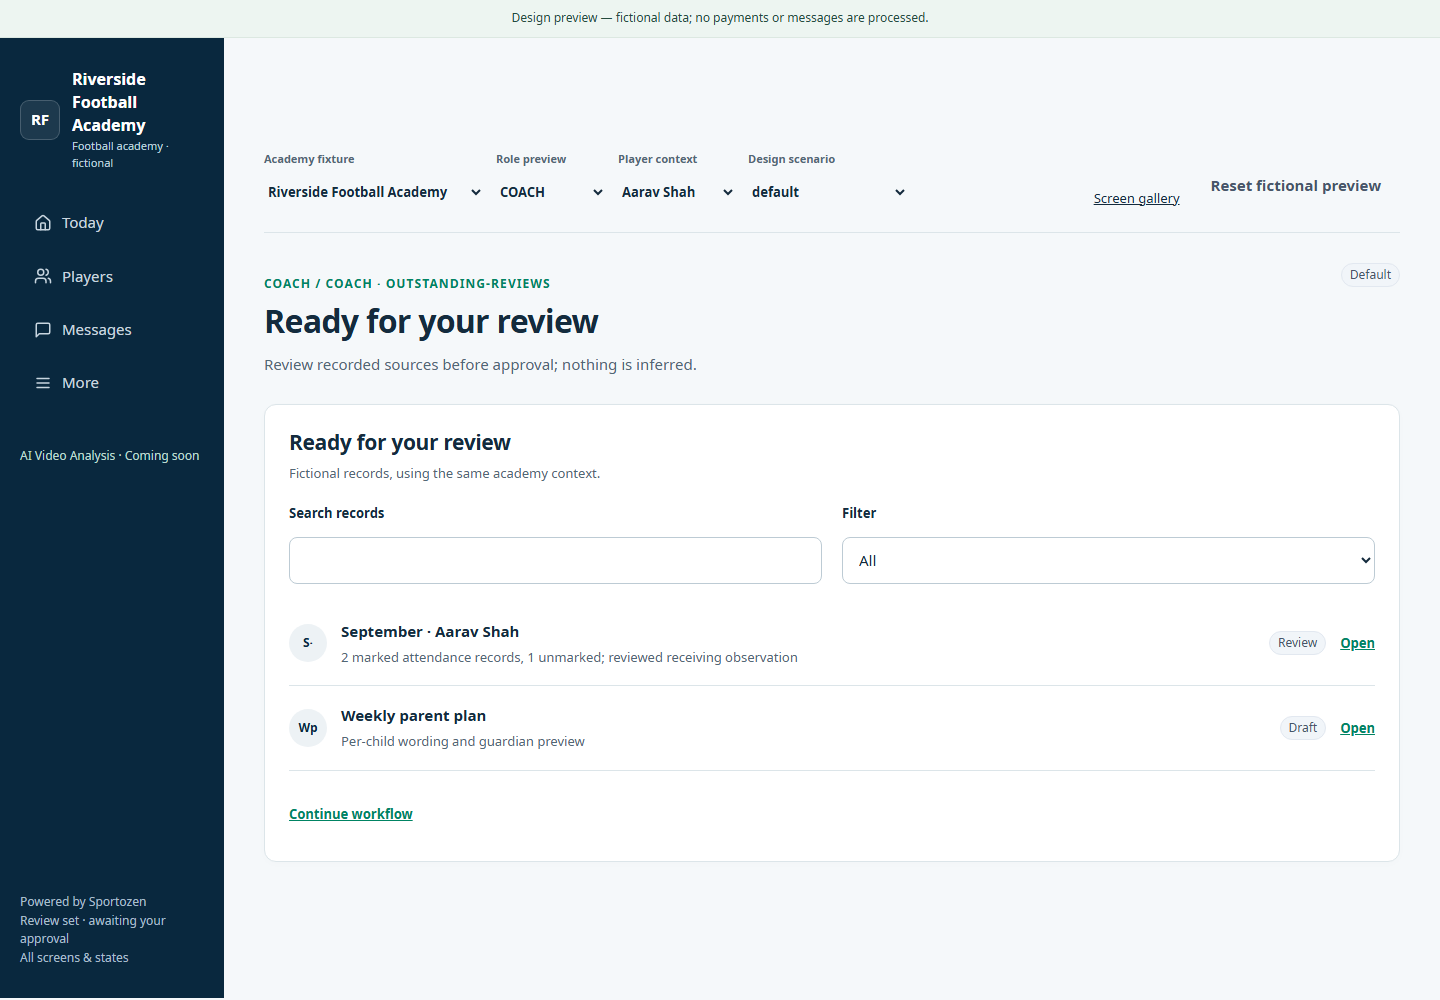 Design preview — fictional data; no payments or messages are processed.
RF
Riverside
Football
Academy
Football academy ·
fictional
Today
Players
Messages
More
AI Video Analysis · Coming soon
Powered by Sportozen
Review set · awaiting your
approval
All screens & states
Academy fixture
Riverside Football Academy
Role preview
COACH
Player context
Aarav Shah
Design scenario
default
Screen gallery
Reset fictional preview
COACH / COACH · OUTSTANDING-REVIEWS
Default
Ready for your review
Review recorded sources before approval; nothing is inferred.
Ready for your review
Fictional records, using the same academy context.
Search records
Filter
All
S·
September · Aarav Shah
2 marked attendance records, 1 unmarked; reviewed receiving observation
Review
Open
Wp
Weekly parent plan
Per-child wording and guardian preview
Draft
Open
Continue workflow